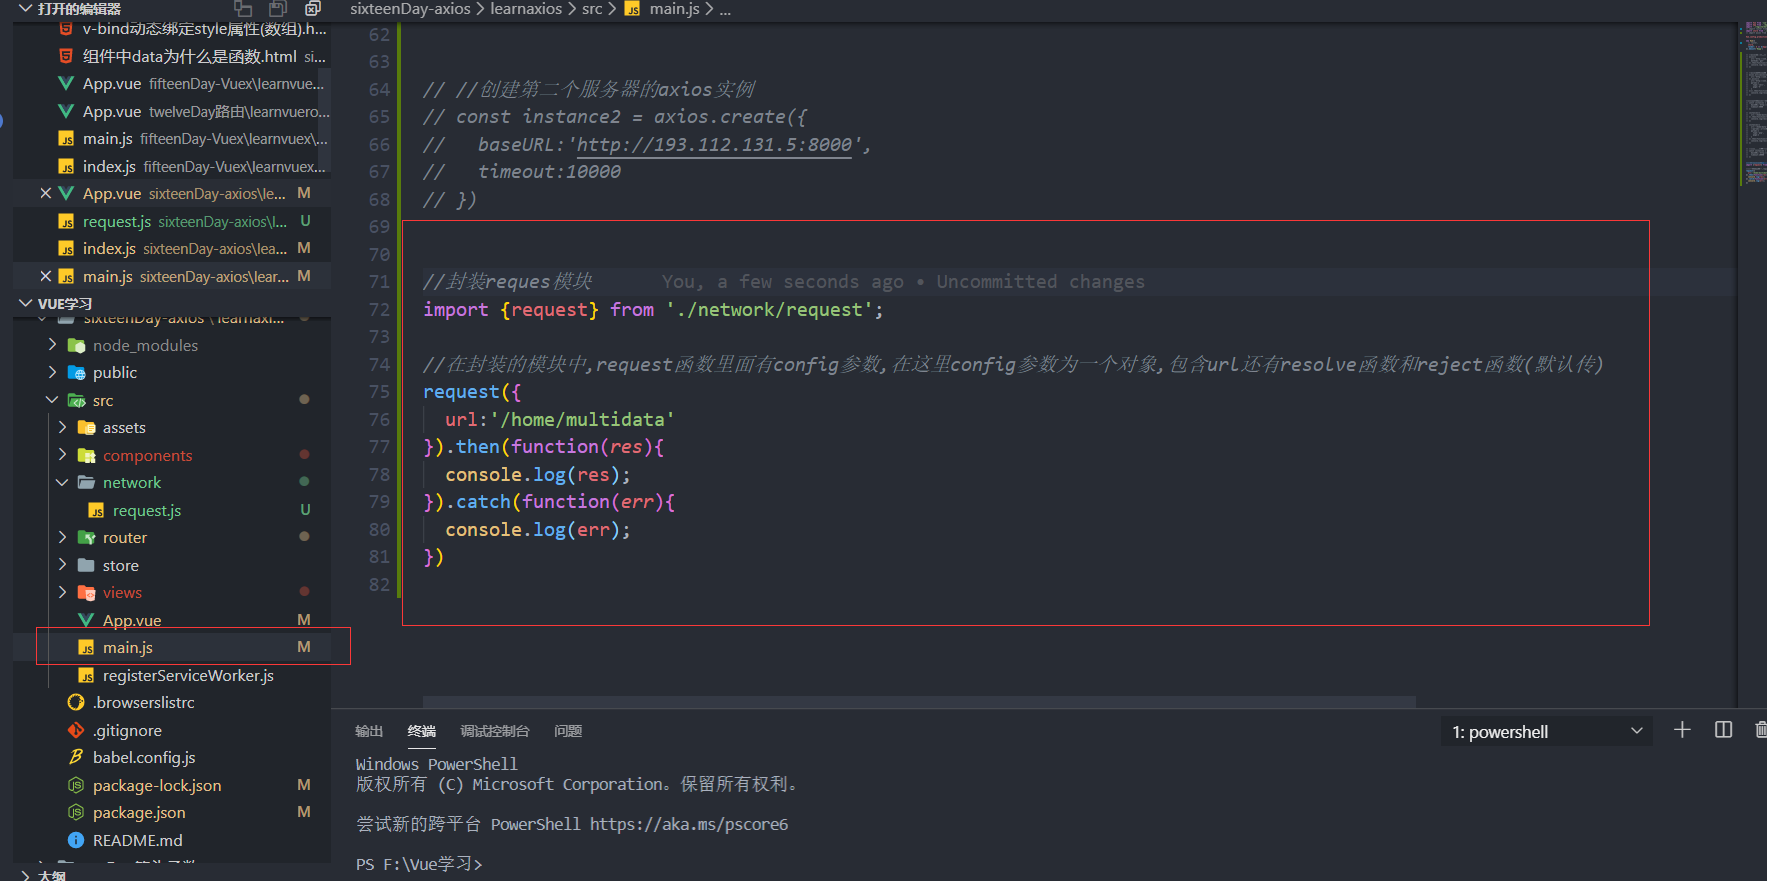 打开的编辑器
v-bind动态绑定style属性(数组).h...
组件中data为什么是函数.html si...
App.vue fifteenDay-Vuex\learnvue...
App.vue twelveDay路由\learnvuero...
main.js fifteenDay-Vuex\learnvuex\...
index.js fifteenDay-Vuex\learnvuex...
App.vue sixteenDay-axios\le... M
request.js sixteenDay-axios\l... U
index.js sixteenDay-axios\lea... M
main.js sixteenDay-axios\lear... M
VUE学习
sixteenDay-axios \ learnaxi...
node_modules
public
src
assets
components
network
request.js U
router
store
views
App.vue M
main.js M
registerServiceWorker.js
.browserslistrc
.gitignore
babel.config.js
package-lock.json M
package.json M
README.md
大纲
sixteenDay-axios > learnaxios > src > main.js > ...
62
63
64 // //创建第二个服务器的axios实例
65 // const instance2 = axios.create({
66 //   baseURL:'http://193.112.131.5:8000',
67 //   timeout:10000
68 // })
69
70
71 //封装reques模块 You, a few seconds ago • Uncommitted changes
72 import {request} from './network/request';
73
74 //在封装的模块中,request函数里面有config参数,在这里config参数为一个对象,包含url还有resolve函数和reject函数(默认传)
75 request({
76   url:'/home/multidata'
77 }).then(function(res){
78   console.log(res);
79 }).catch(function(err){
80   console.log(err);
81 })
82
输出 终端 调试控制台 问题 1: powershell
Windows PowerShell
版权所有 (C) Microsoft Corporation。保留所有权利。
尝试新的跨平台 PowerShell https://aka.ms/pscore6
PS F:\Vue学习>